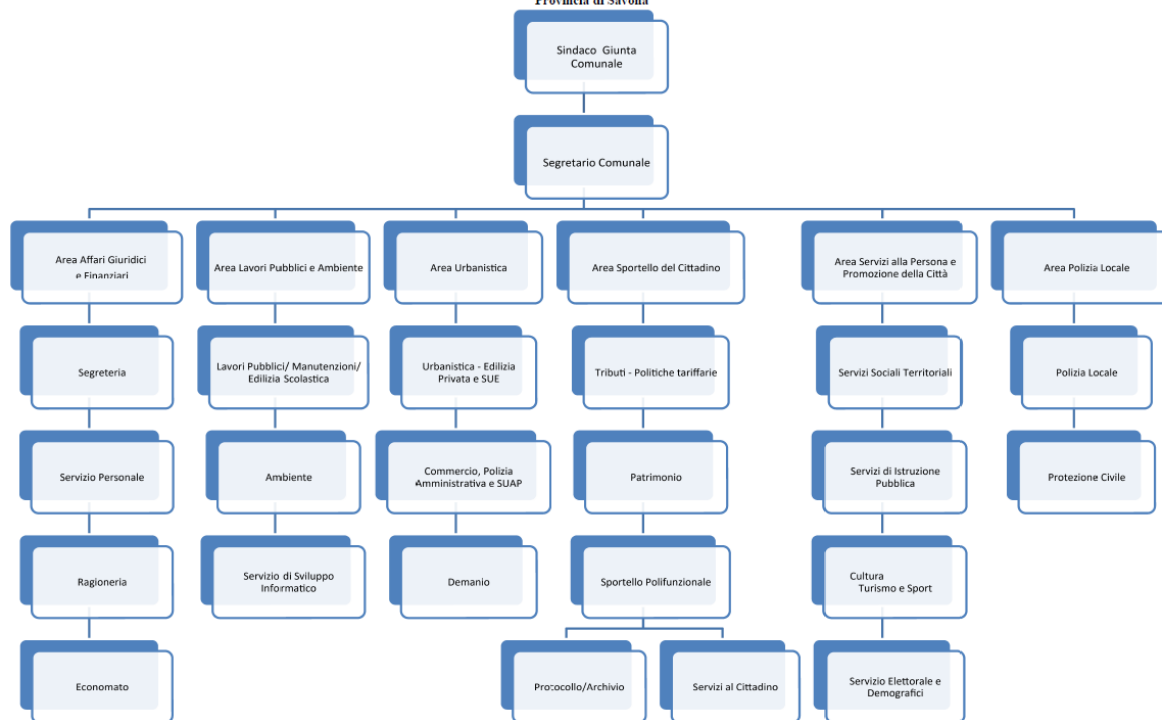 Provincia di Savona
Sindaco Giunta
Comunale
Segretario Comunale
Area Affari Giuridici
e Finanziari
Area Lavori Pubblici e Ambiente
Area Urbanistica
Area Sportello del Cittadino
Area Servizi alla Persona e
Promozione della Città
Area Polizia Locale
Segreteria
Lavori Pubblici/ Manutenzioni/
Edilizia Scolastica
Urbanistica - Edilizia
Privata e SUE
Tributi - Politiche tariffarie
Servizi Sociali Territoriali
Polizia Locale
Servizio Personale
Ambiente
Commercio, Polizia
Amministrativa e SUAP
Patrimonio
Servizi di Istruzione
Pubblica
Protezione Civile
Ragioneria
Servizio di Sviluppo
Informatico
Demanio
Sportello Polifunzionale
Cultura
Turismo e Sport
Economato
Protocollo/Archivio
Servizi al Cittadino
Servizio Elettorale e
Demografici